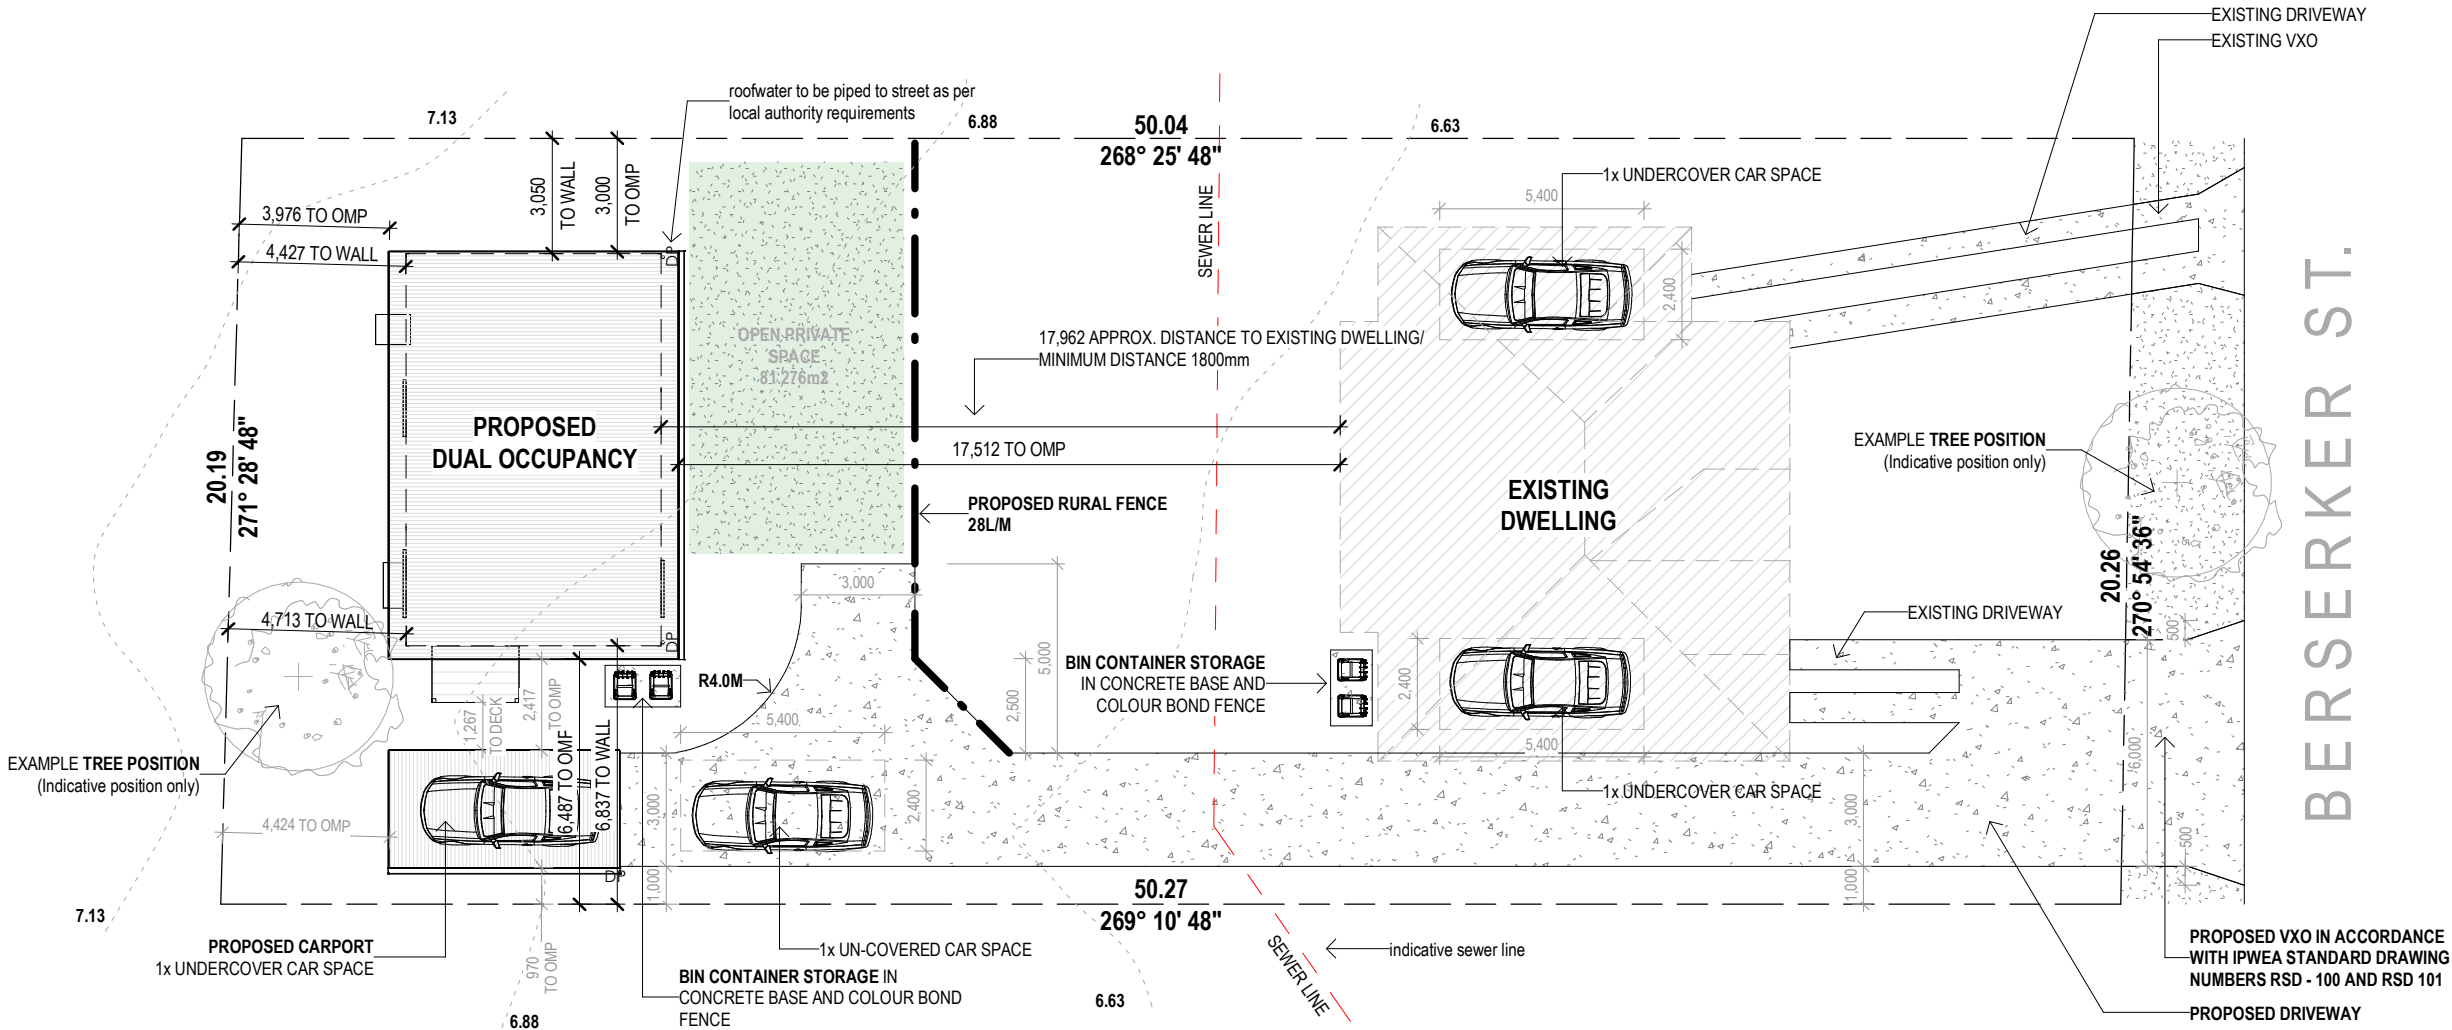 EXISTING DRIVEWAY
EXISTING VXO
roofwater to be piped to street as per
local authority requirements
7.13
6.88
50.04
268° 25' 48"
6.63
3,050
TO WALL
3,000
TO OMP
3,976 TO OMP
4,427 TO WALL
DP
SEWER LINE
1x UNDERCOVER CAR SPACE
5,400
2,400
OPEN PRIVATE
SPACE
81.276m2
17,962 APPROX. DISTANCE TO EXISTING DWELLING/
MINIMUM DISTANCE 1800mm
17,512 TO OMP
PROPOSED
DUAL OCCUPANCY
20.19
271° 28' 48"
PROPOSED RURAL FENCE
28L/M
EXISTING
DWELLING
EXAMPLE TREE POSITION
(Indicative position only)
20.26
270° 54' 36"
BERSERKER ST.
3,000
4,713 TO WALL
DP
5,000
2,500
R4.0M
5,400
BIN CONTAINER STORAGE
IN CONCRETE BASE AND
COLOUR BOND FENCE
2,400
5,400
EXISTING DRIVEWAY
500
6,000
1,267
TO DECK
2,417
TO OMP
6,487 TO OMP
6,837 TO WALL
EXAMPLE TREE POSITION
(Indicative position only)
4,424 TO OMP
3,000
2,400
1x UNDERCOVER CAR SPACE
3,000
500
DP
1,000
1,000
50.27
269° 10' 48"
7.13
PROPOSED CARPORT
1x UNDERCOVER CAR SPACE
970
TO OMP
1x UN-COVERED CAR SPACE
BIN CONTAINER STORAGE IN
CONCRETE BASE AND COLOUR BOND
FENCE
6.88
6.63
SEWER LINE
indicative sewer line
PROPOSED VXO IN ACCORDANCE
WITH IPWEA STANDARD DRAWING
NUMBERS RSD - 100 AND RSD 101
PROPOSED DRIVEWAY